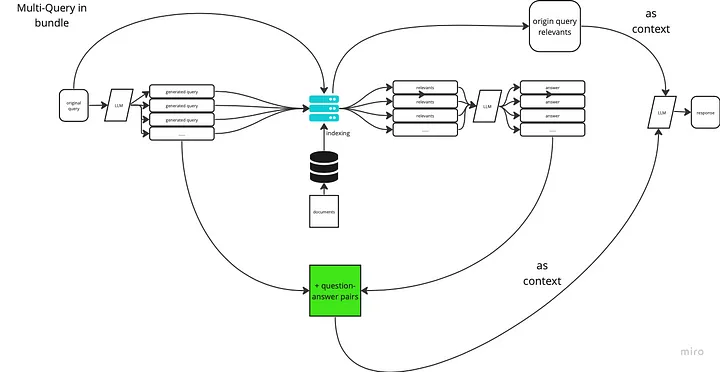 Multi-Query in
bundle
original
query
LLM
generated query
generated query
generated query
......
indexing
documents
relevants
relevants
relevants
......
LLM
answer
answer
answer
......
origin query
relevants
as
context
LLM
response
+ question-
answer pairs
as
context
miro